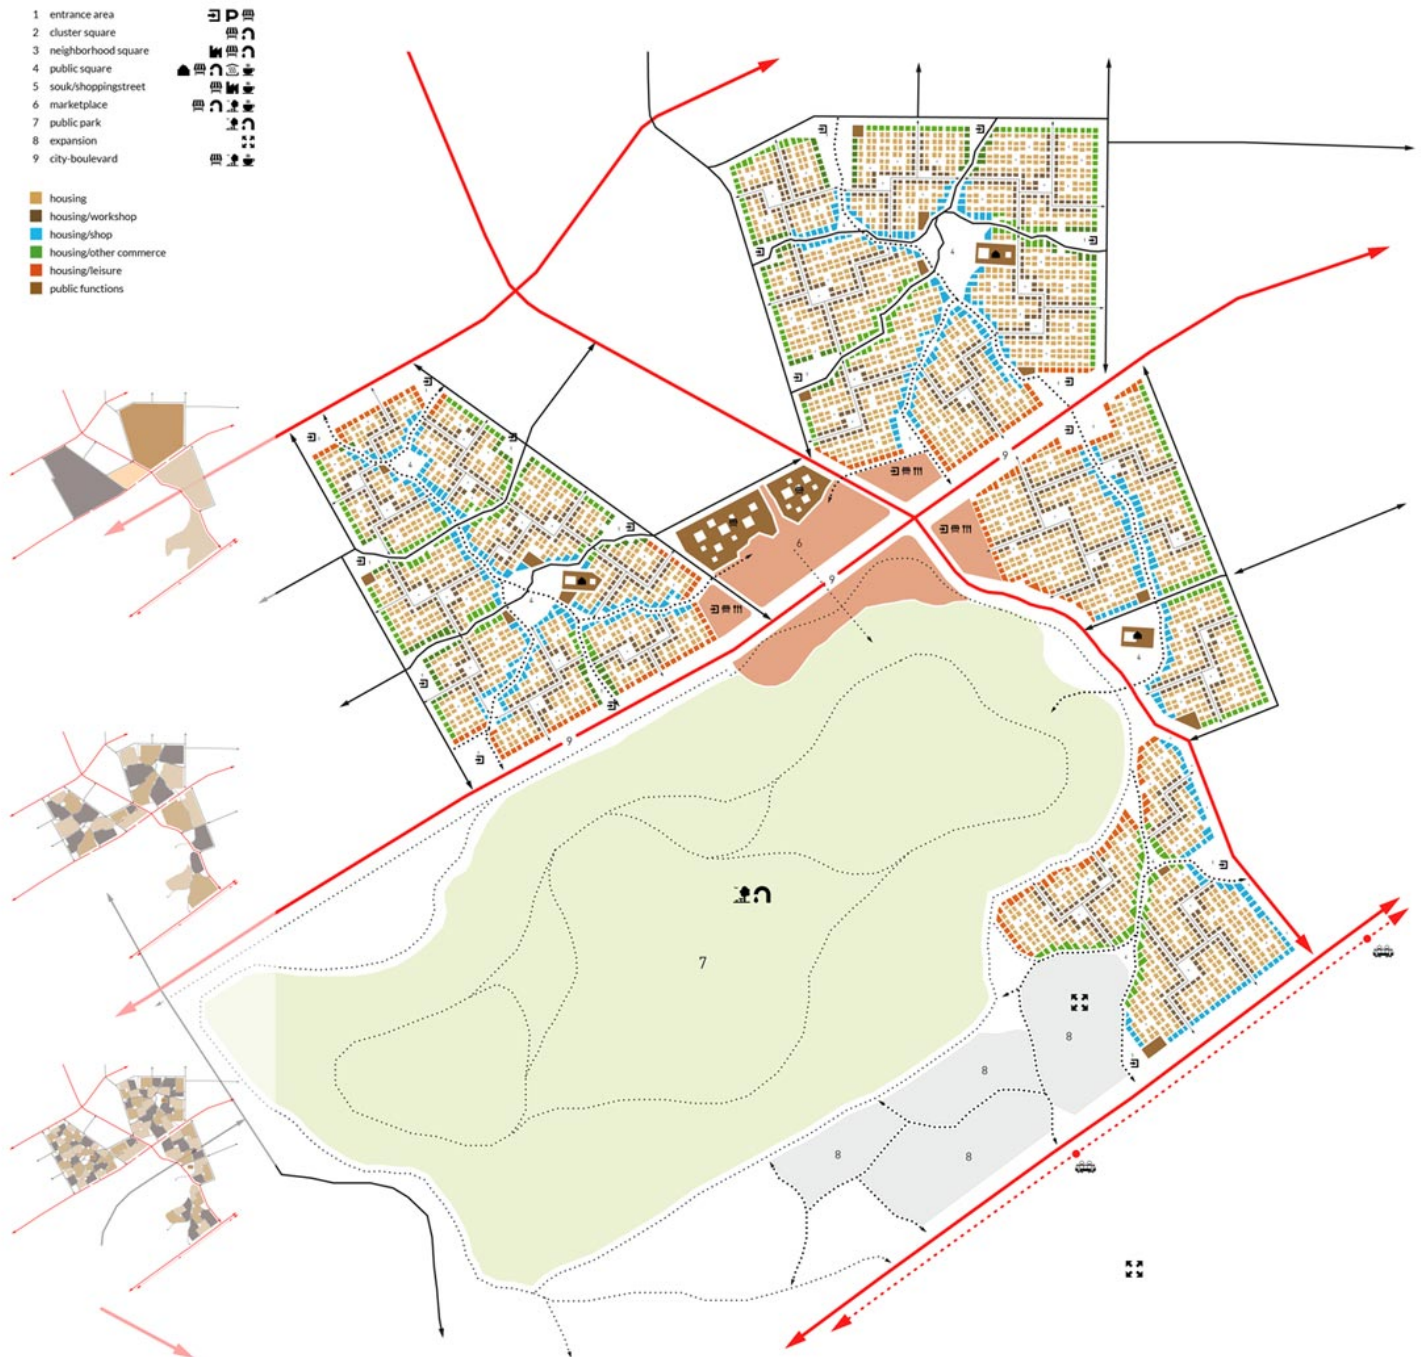 1 entrance area P
2 cluster square
3 neighborhood square
4 public square
5 souk/shoppingstreet
6 marketplace
7 public park
8 expansion
9 city-boulevard
housing
housing/workshop
housing/shop
housing/other commerce
housing/leisure
public functions
4
9
6
9
4
9
7
8
8
8
8